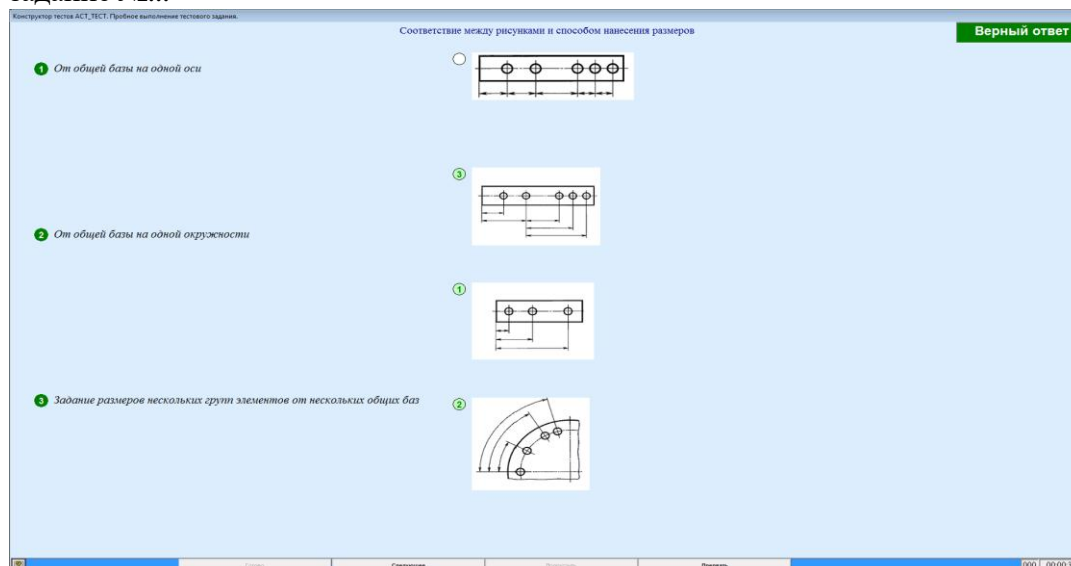 Конструктор тестов АСТ_ТЕСТ. Пробное выполнение тестового задания.
Соответствие между рисунками и способом нанесения размеров
Верный ответ
1 От общей базы на одной оси
3
2 От общей базы на одной окружности
1
3 Задание размеров нескольких групп элементов от нескольких общих баз
2
Следующее